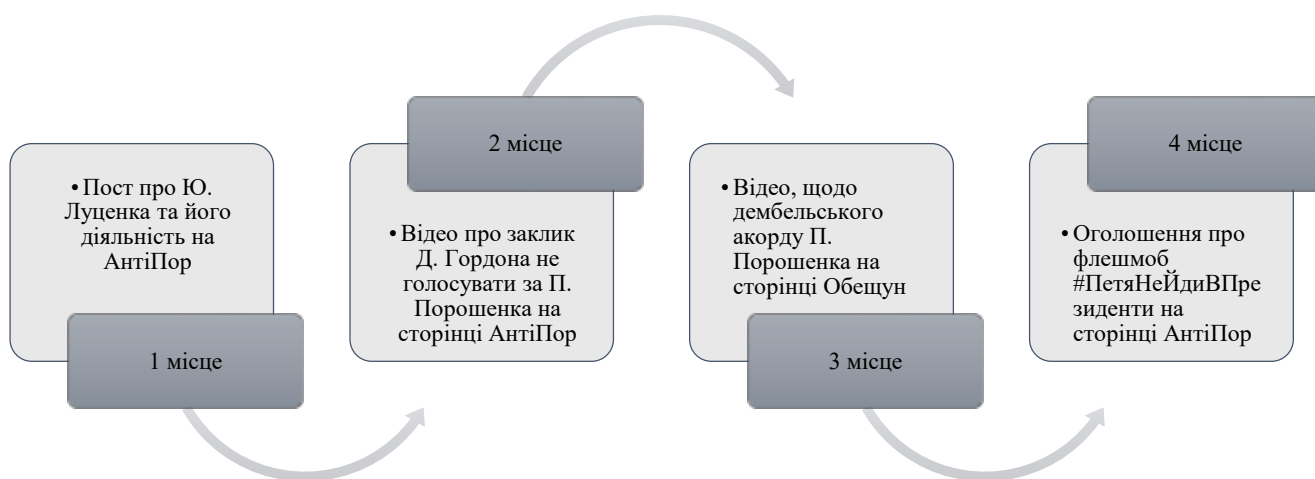 • Пост про Ю.
Луценка та його
діяльність на
АнтіПор
1 місце
2 місце
• Відео про заклик
Д. Гордона не
голосувати за П.
Порошенка на
сторінці АнтіПор
• Відео, щодо
дембельського
акорду П.
Порошенка на
сторінці Обещун
3 місце
4 місце
• Оголошення про
флешмоб
#ПетяНеЙдиВПре
зиденти на
сторінці АнтіПор